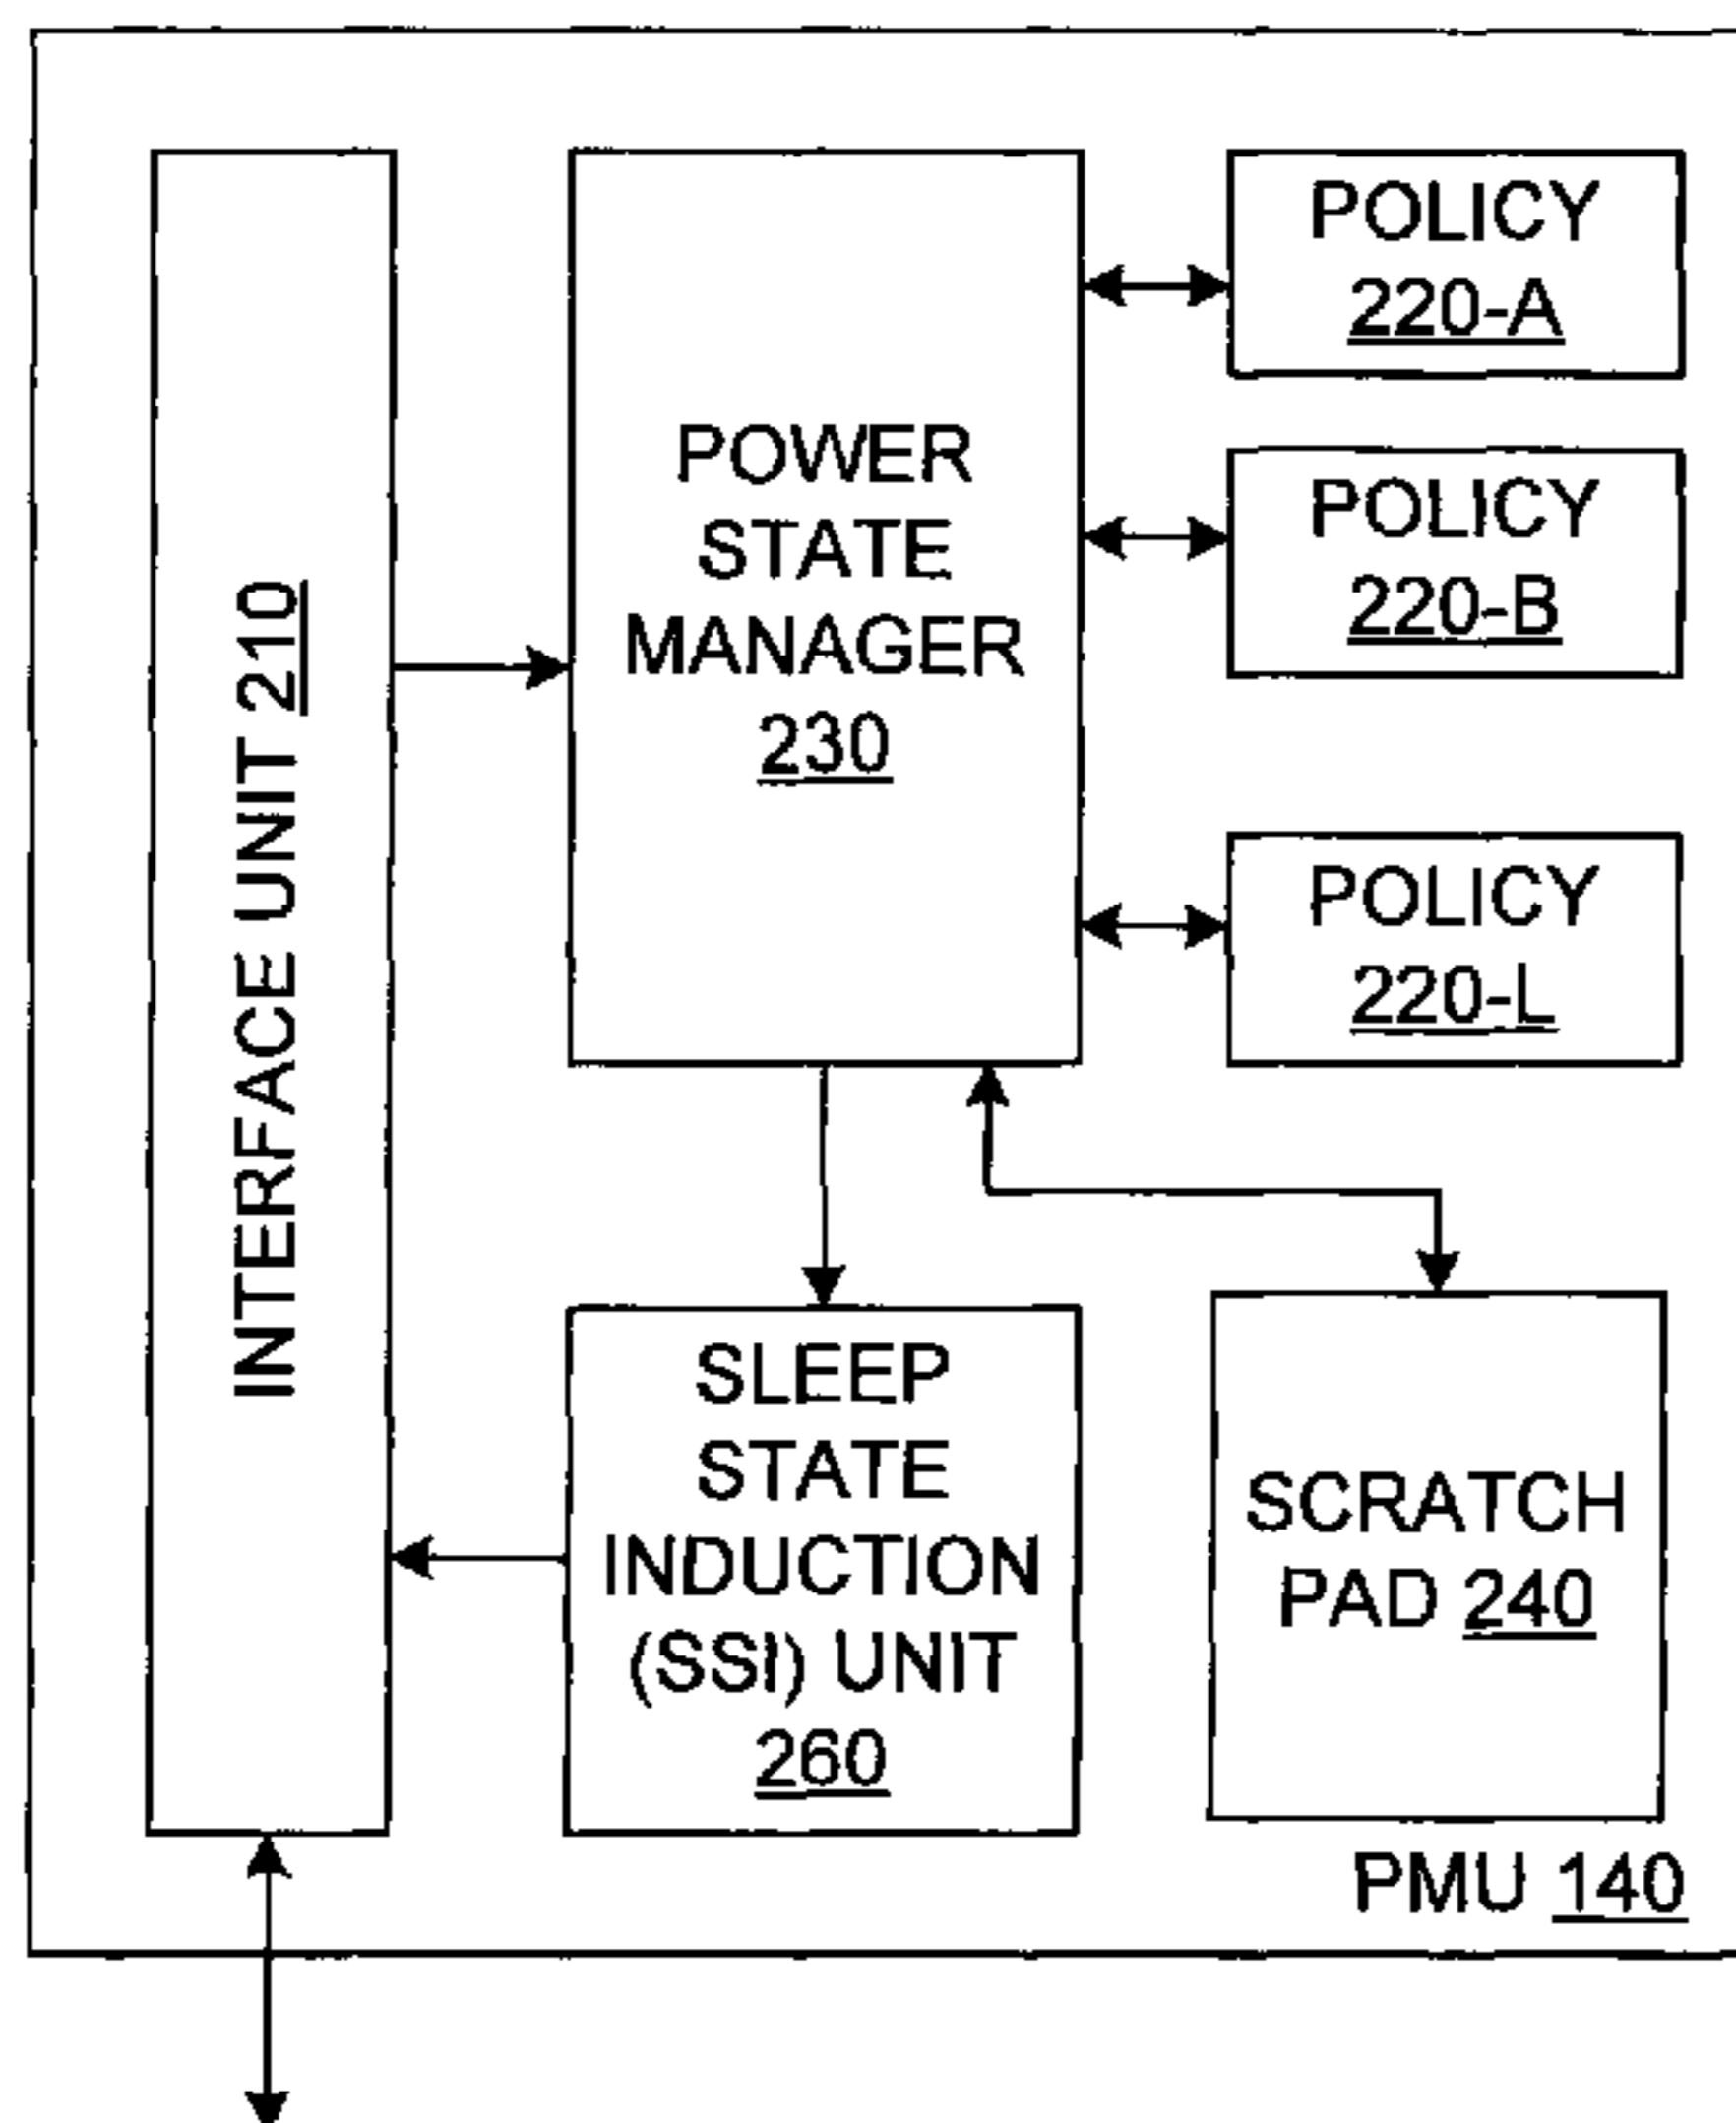 INTERFACE UNIT 210
POWER
STATE
MANAGER
230
POLICY
220-A
POLICY
220-B
POLICY
220-L
SLEEP
STATE
INDUCTION
(SSI) UNIT
260
SCRATCH
PAD 240
PMU 140